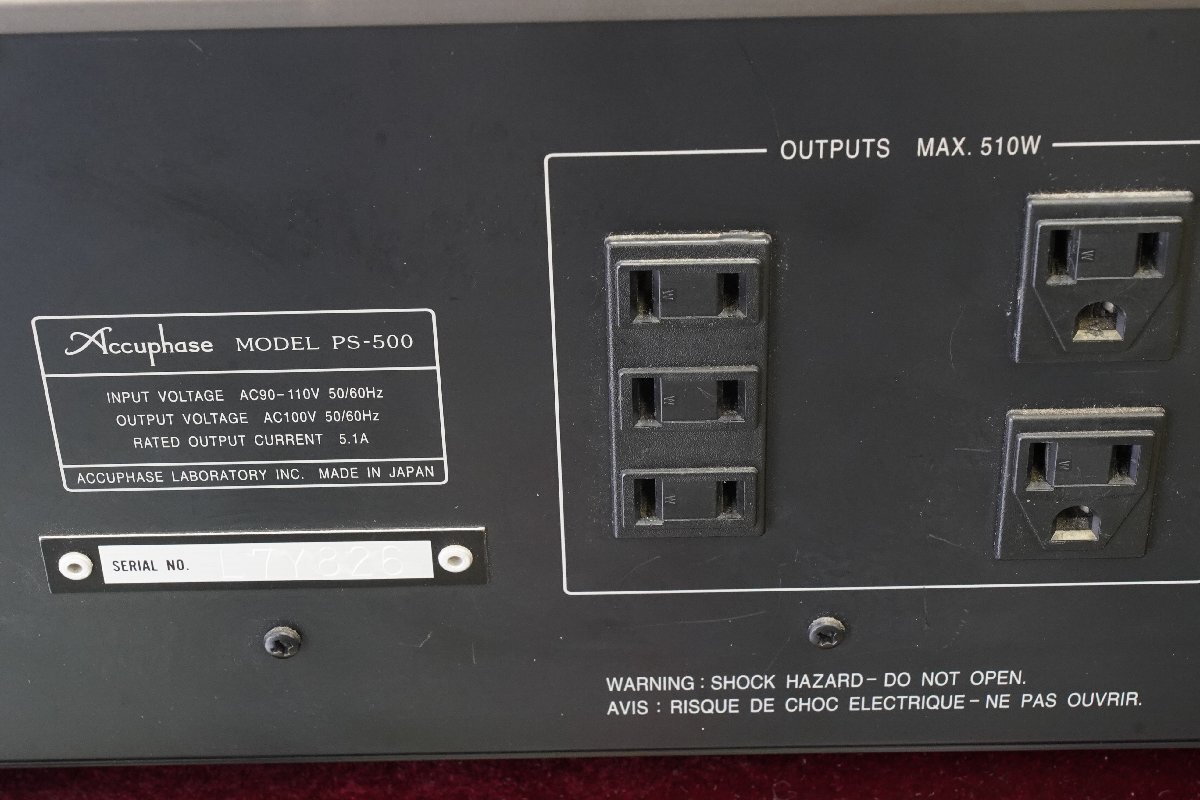 OUTPUTS MAX. 510W
Accuphase MODEL PS-500
INPUT VOLTAGE AC90-110V 50/60Hz
OUTPUT VOLTAGE AC100V 50/60Hz
RATED OUTPUT CURRENT 5.1A
ACCUPHASE LABORATORY INC. MADE IN JAPAN
SERIAL NO. 7Y826
W
W
W
W
W
WARNING : SHOCK HAZARD - DO NOT OPEN.
AVIS : RISQUE DE CHOC ELECTRIQUE - NE PAS OUVRIR.